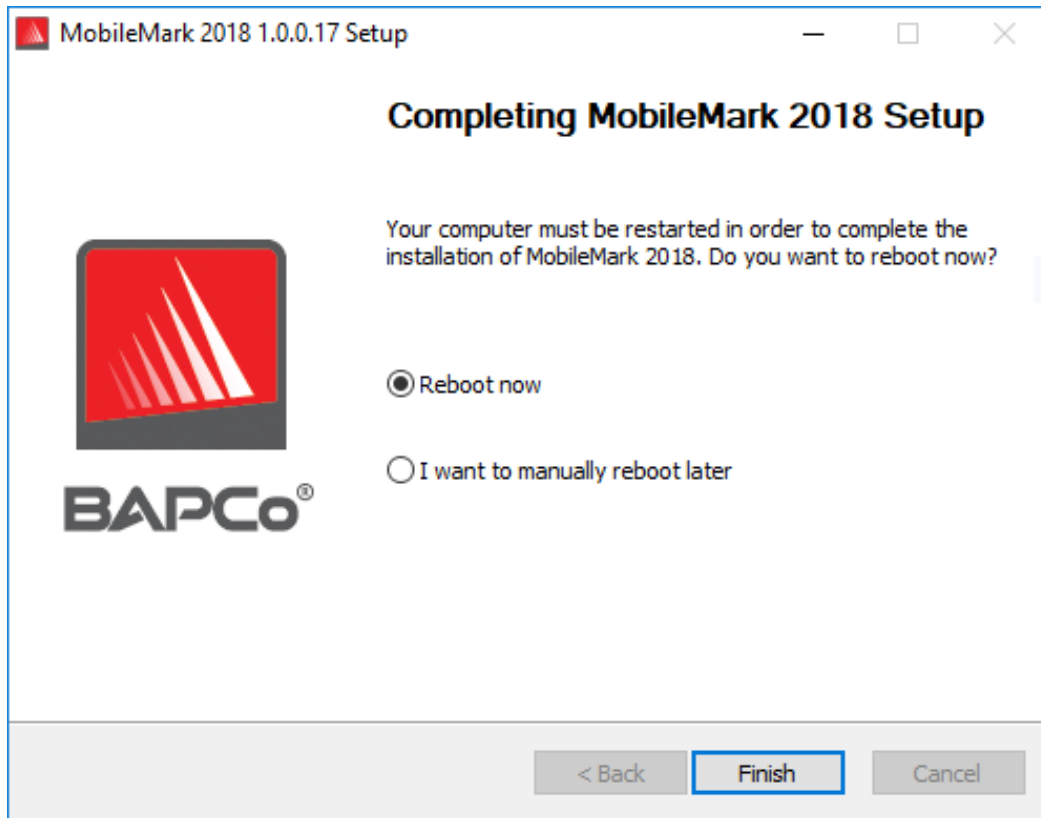 MobileMark 2018 1.0.0.17 Setup
Completing MobileMark 2018 Setup
Your computer must be restarted in order to complete the
installation of MobileMark 2018. Do you want to reboot now?
Reboot now
I want to manually reboot later
BAPCo®
< Back
Finish
Cancel